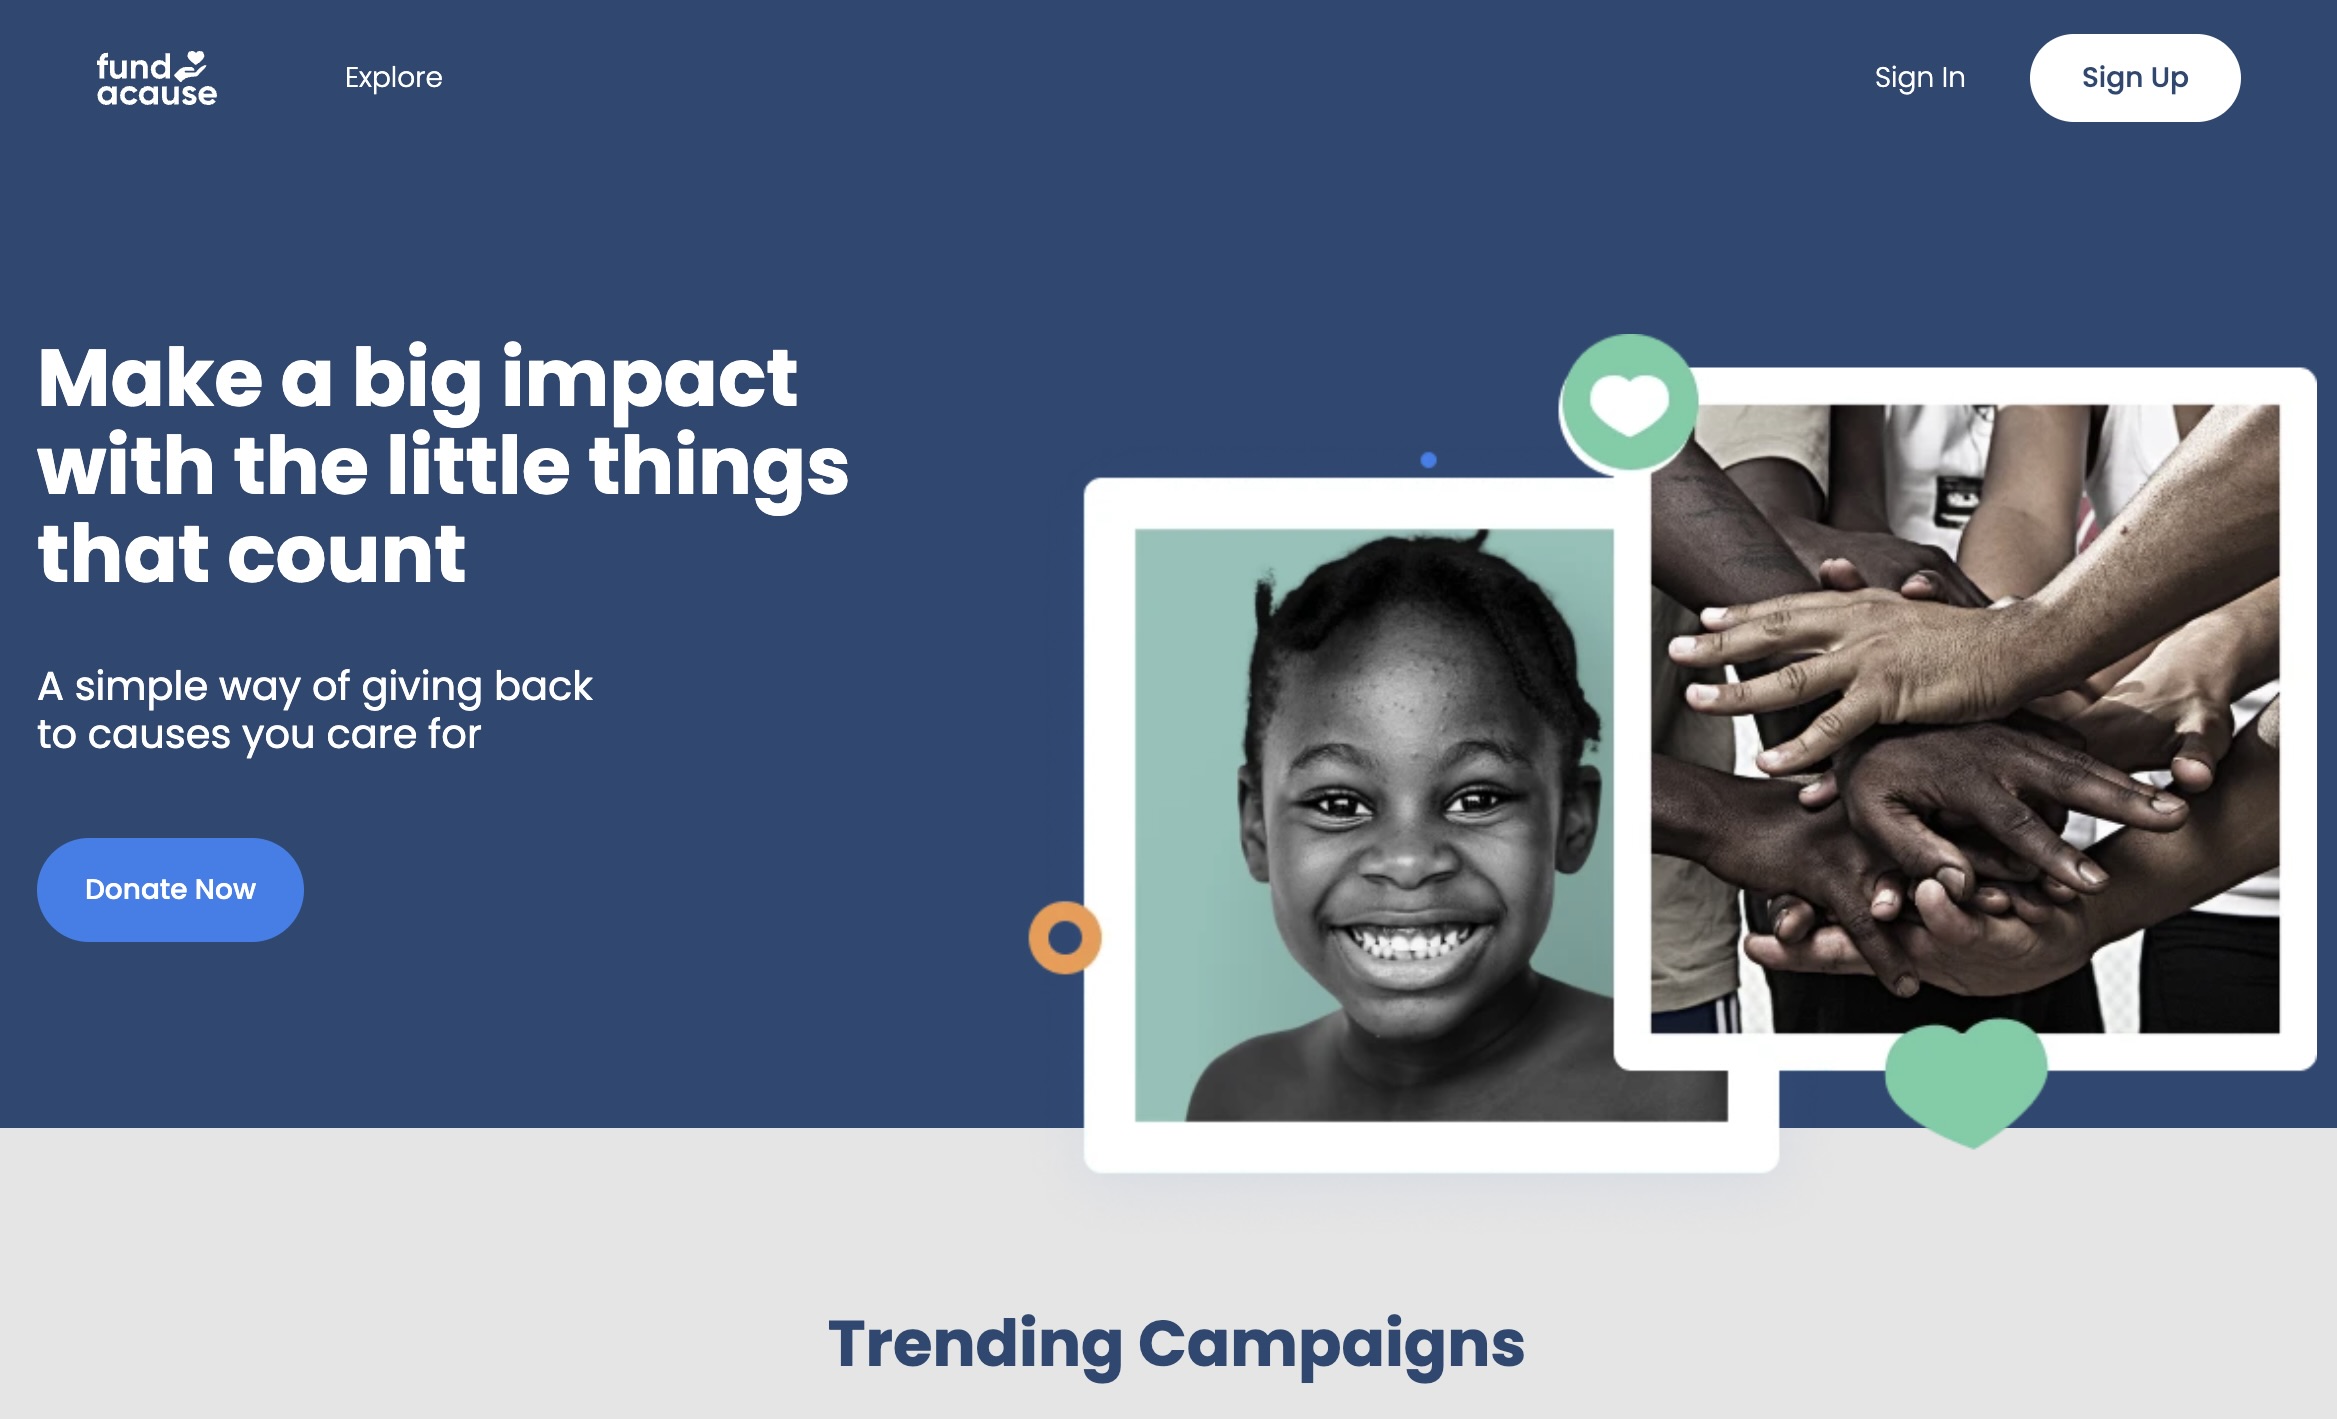 fund
acause
Explore
Sign In
Sign Up
Make a big impact
with the little things
that count
A simple way of giving back
to causes you care for
Donate Now
Trending Campaigns